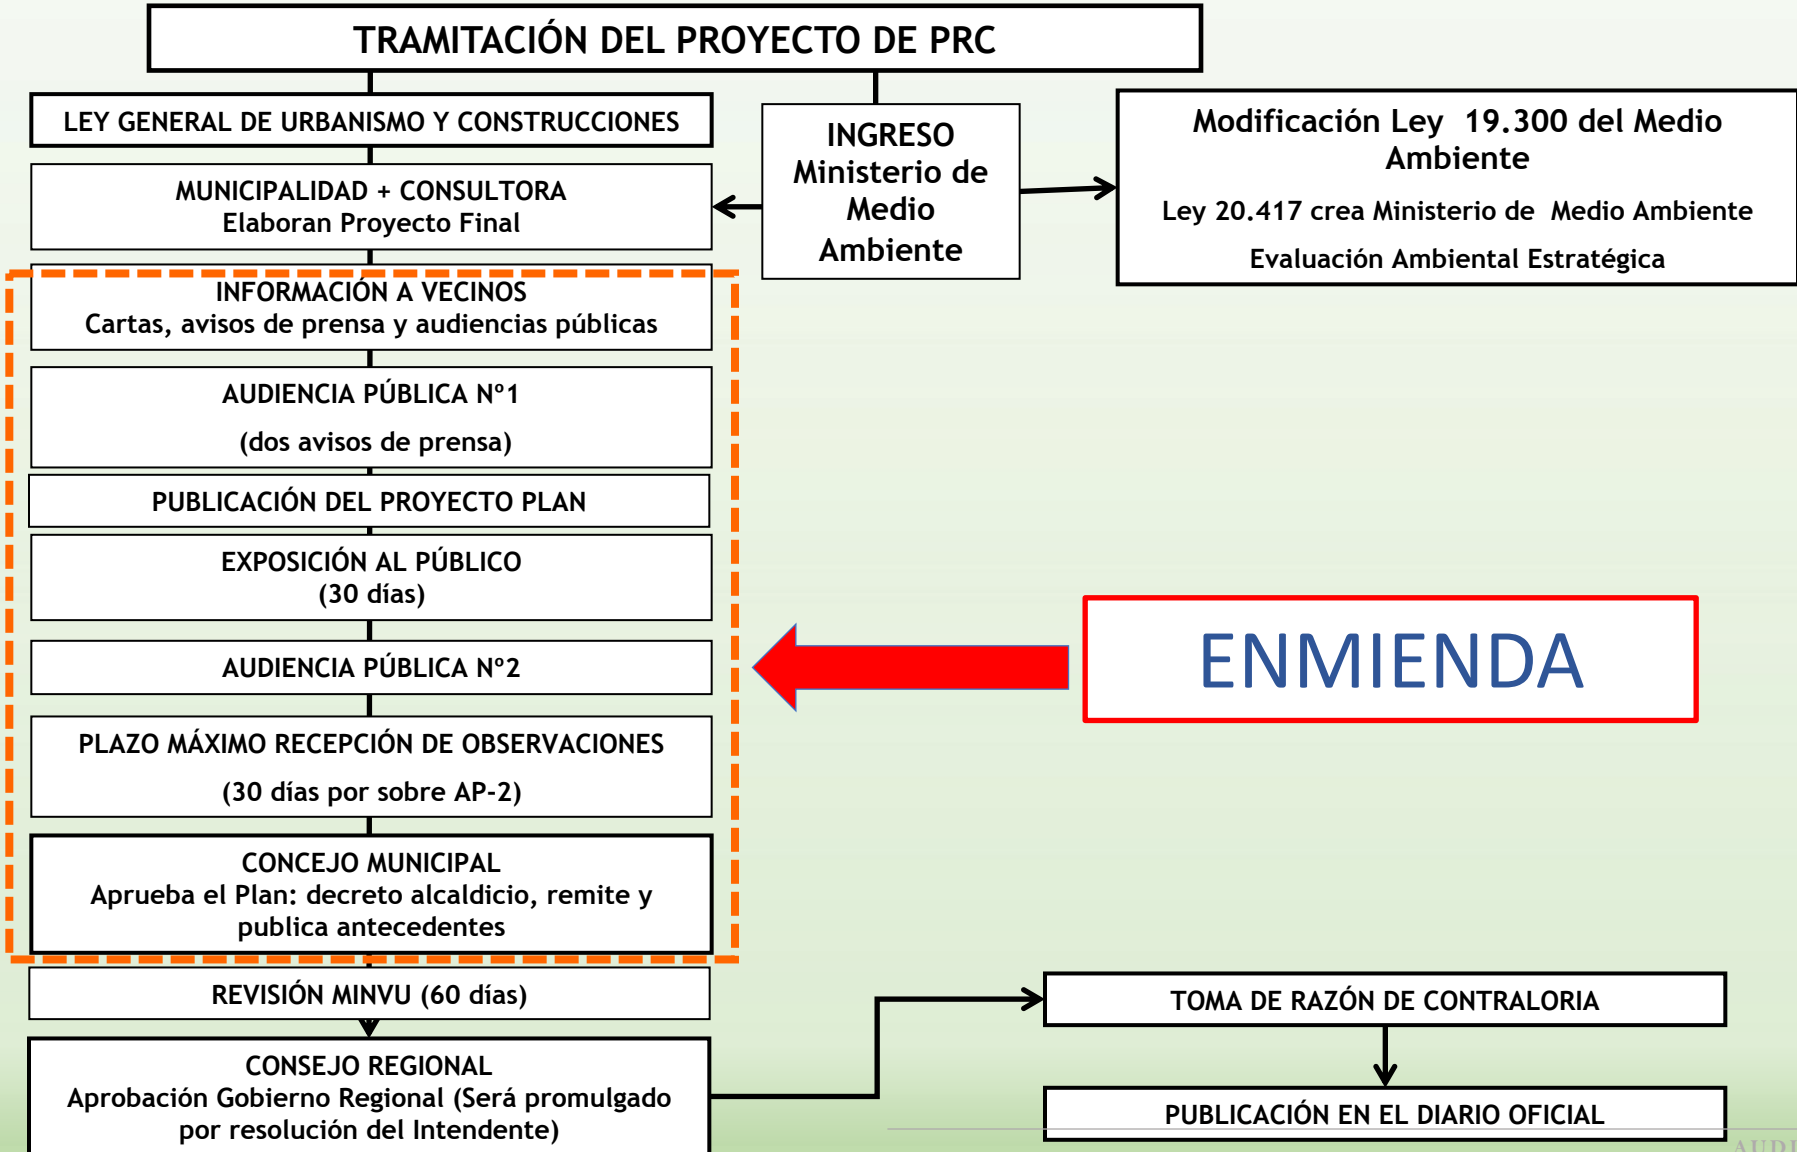 TRAMITACIÓN DEL PROYECTO DE PRC
LEY GENERAL DE URBANISMO Y CONSTRUCCIONES
MUNICIPALIDAD + CONSULTORA
Elaboran Proyecto Final
INGRESO
Ministerio de
Medio
Ambiente
Modificación Ley 19.300 del Medio
Ambiente
Ley 20.417 crea Ministerio de Medio Ambiente
Evaluación Ambiental Estratégica
INFORMACIÓN A VECINOS
Cartas, avisos de prensa y audiencias públicas
AUDIENCIA PÚBLICA Nº1
(dos avisos de prensa)
PUBLICACIÓN DEL PROYECTO PLAN
EXPOSICIÓN AL PÚBLICO
(30 días)
AUDIENCIA PÚBLICA Nº2
PLAZO MÁXIMO RECEPCIÓN DE OBSERVACIONES
(30 días por sobre AP-2)
CONCEJO MUNICIPAL
Aprueba el Plan: decreto alcaldicio, remite y
publica antecedentes
ENMIENDA
REVISIÓN MINVU (60 días)
CONSEJO REGIONAL
Aprobación Gobierno Regional (Será promulgado
por resolución del Intendente)
TOMA DE RAZÓN DE CONTRALORIA
PUBLICACIÓN EN EL DIARIO OFICIAL